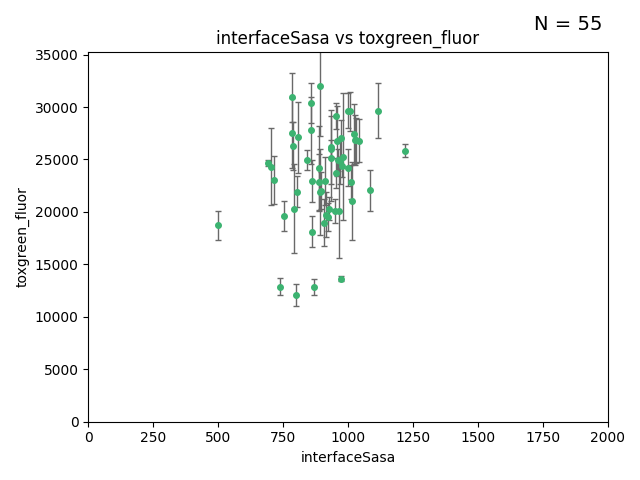 N = 55
interfaceSasa vs toxgreen_fluor
35000
30000
25000
20000
15000
10000
5000
0
toxgreen_fluor
0 250 500 750 1000 1250 1500 1750 2000
interfaceSasa